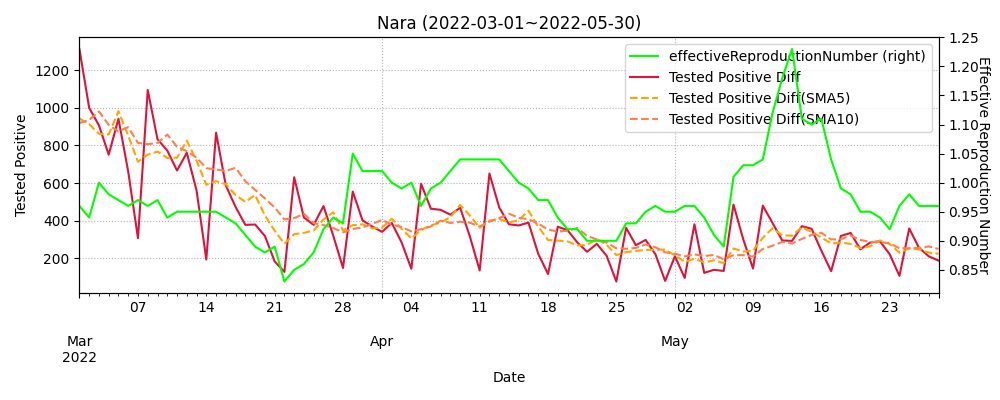 Nara (2022-03-01~2022-05-30)
effectiveReproductionNumber (right)
Tested Positive Diff
Tested Positive Diff(SMA5)
Tested Positive Diff(SMA10)
Tested Positive
1200
1000
800
600
400
200
Effective Reproduction Number
1.25
1.20
1.15
1.10
1.05
1.00
0.95
0.90
0.85
07 14 21 28 04 11 18 25 02 09 16 23
Mar Apr May
2022
Date